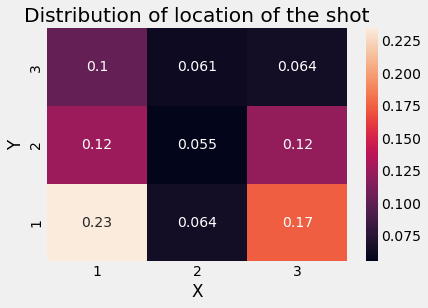 Distribution of location of the shot
Y
3
0.1 0.061 0.064
2
0.12 0.055 0.12
1
0.23 0.064 0.17
1 2 3
X
0.225
0.200
0.175
0.150
0.125
0.100
0.075